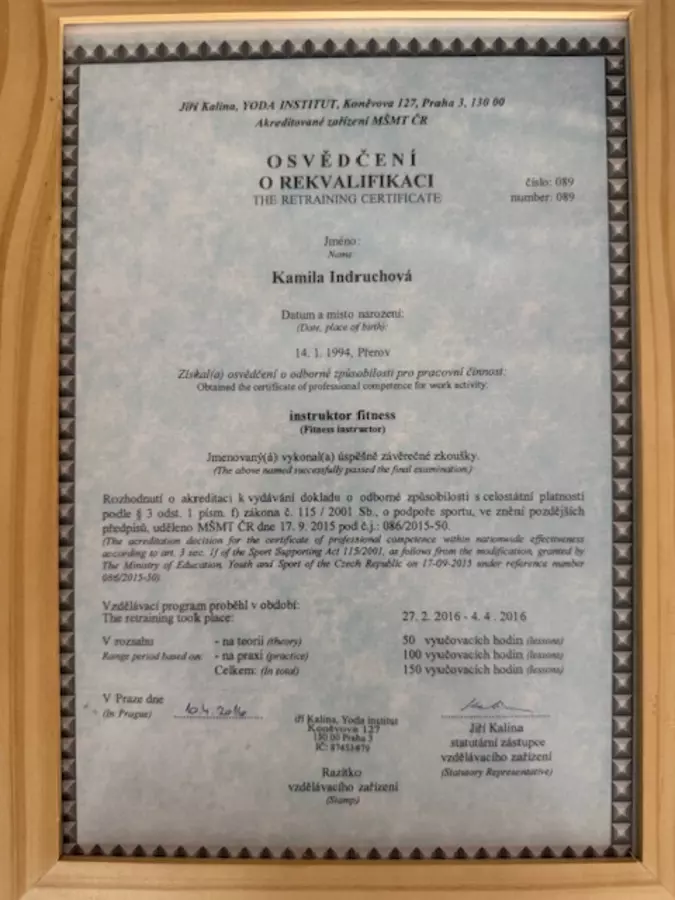 Jiří Kalina, YODA INSTITUT, Koněvova 127, Praha 3, 130 00
Akreditované zařízení MŠMT ČR
OSVĚDČENÍ
O REKVALIFIKACI
THE RETRAINING CERTIFICATE
číslo: 089
number: 089
Jméno:
Name
Kamila Indruchová
Datum a místo narození:
(Date, place of birth):
14. 1. 1994, Přerov
Získal(a) osvědčení o odborné způsobilosti pro pracovní činnost:
Obtained the certificate of professional competence for work activity:
instruktor fitness
(Fitness instructor)
Jmenovaný(á) vykonal(a) úspěšně závěrečné zkoušky.
(The above named successfully passed the final examination.)
Rozhodnutí o akreditaci k vydávání dokladu o odborné způsobilosti s celostátní platností
podle § 3 odst. 1 písm. f) zákona č. 115 / 2001 Sb., o podpoře sportu, ve znění pozdějších
předpisů, uděleno MŠMT ČR dne 17. 9. 2015 pod č.j.: 086/2015-50.
(The acreditation decision for the certificate of professional competence within nationwide effectiveness
according to art. 3 sec. 1f of the Sport Supporting Act 115/2001, as follows from the modification, granted by
The Ministry of Education, Youth and Sport of the Czech Republic on 17-09-2015 under reference number
086/2015-50)
Vzdělávací program proběhl v období:
The retraining took place:
27. 2. 2016 - 4. 4 . 2016
V rozsahu - na teorii (theory) 50 vyučovacích hodin (lessons)
Range period based on: - na praxi (practice) 100 vyučovacích hodin (lessons)
Celkem: (In total) 150 vyučovacích hodin (lessons)
V Praze dne
(In Prague)
10.4. 2016
iří Kalina, Yoda institut
Koněvova 127
130 00 Praha 3
Razítko
vzdělávacího zařízení
(Stamp)
Jiří Kalina
statutární zástupce
vzdělávacího zařízení
(Statutory Representative)